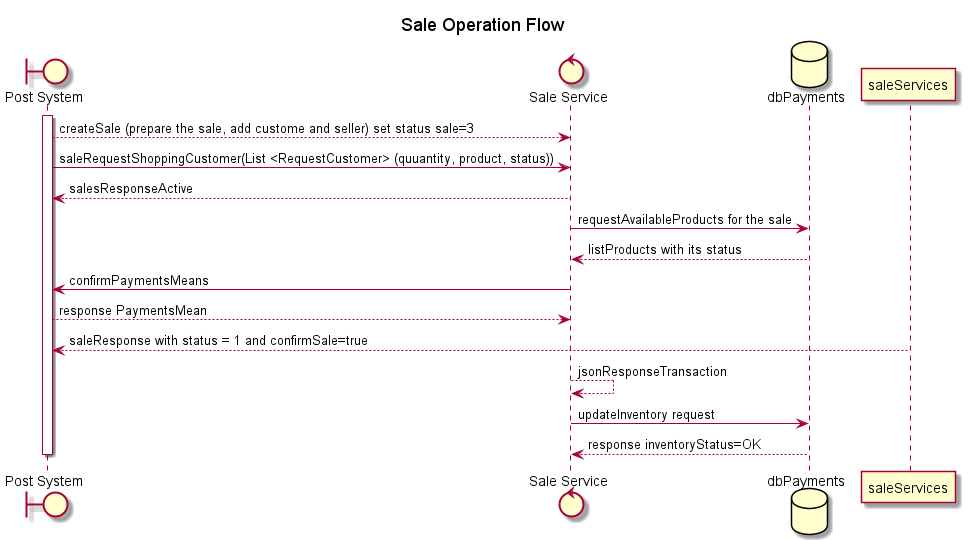 Sale Operation Flow
Post System
Sale Service
dbPayments
saleServices
createSale (prepare the sale, add custome and seller) set status sale=3
saleRequestShoppingCustomer(List <RequestCustomer> (quuantity, product, status))
salesResponseActive
requestAvailableProducts for the sale
listProducts with its status
confirmPaymentsMeans
response PaymentsMean
saleResponse with status = 1 and confirmSale=true
jsonResponseTransaction
updateInventory request
response inventoryStatus=OK
Post System
Sale Service
dbPayments
saleServices